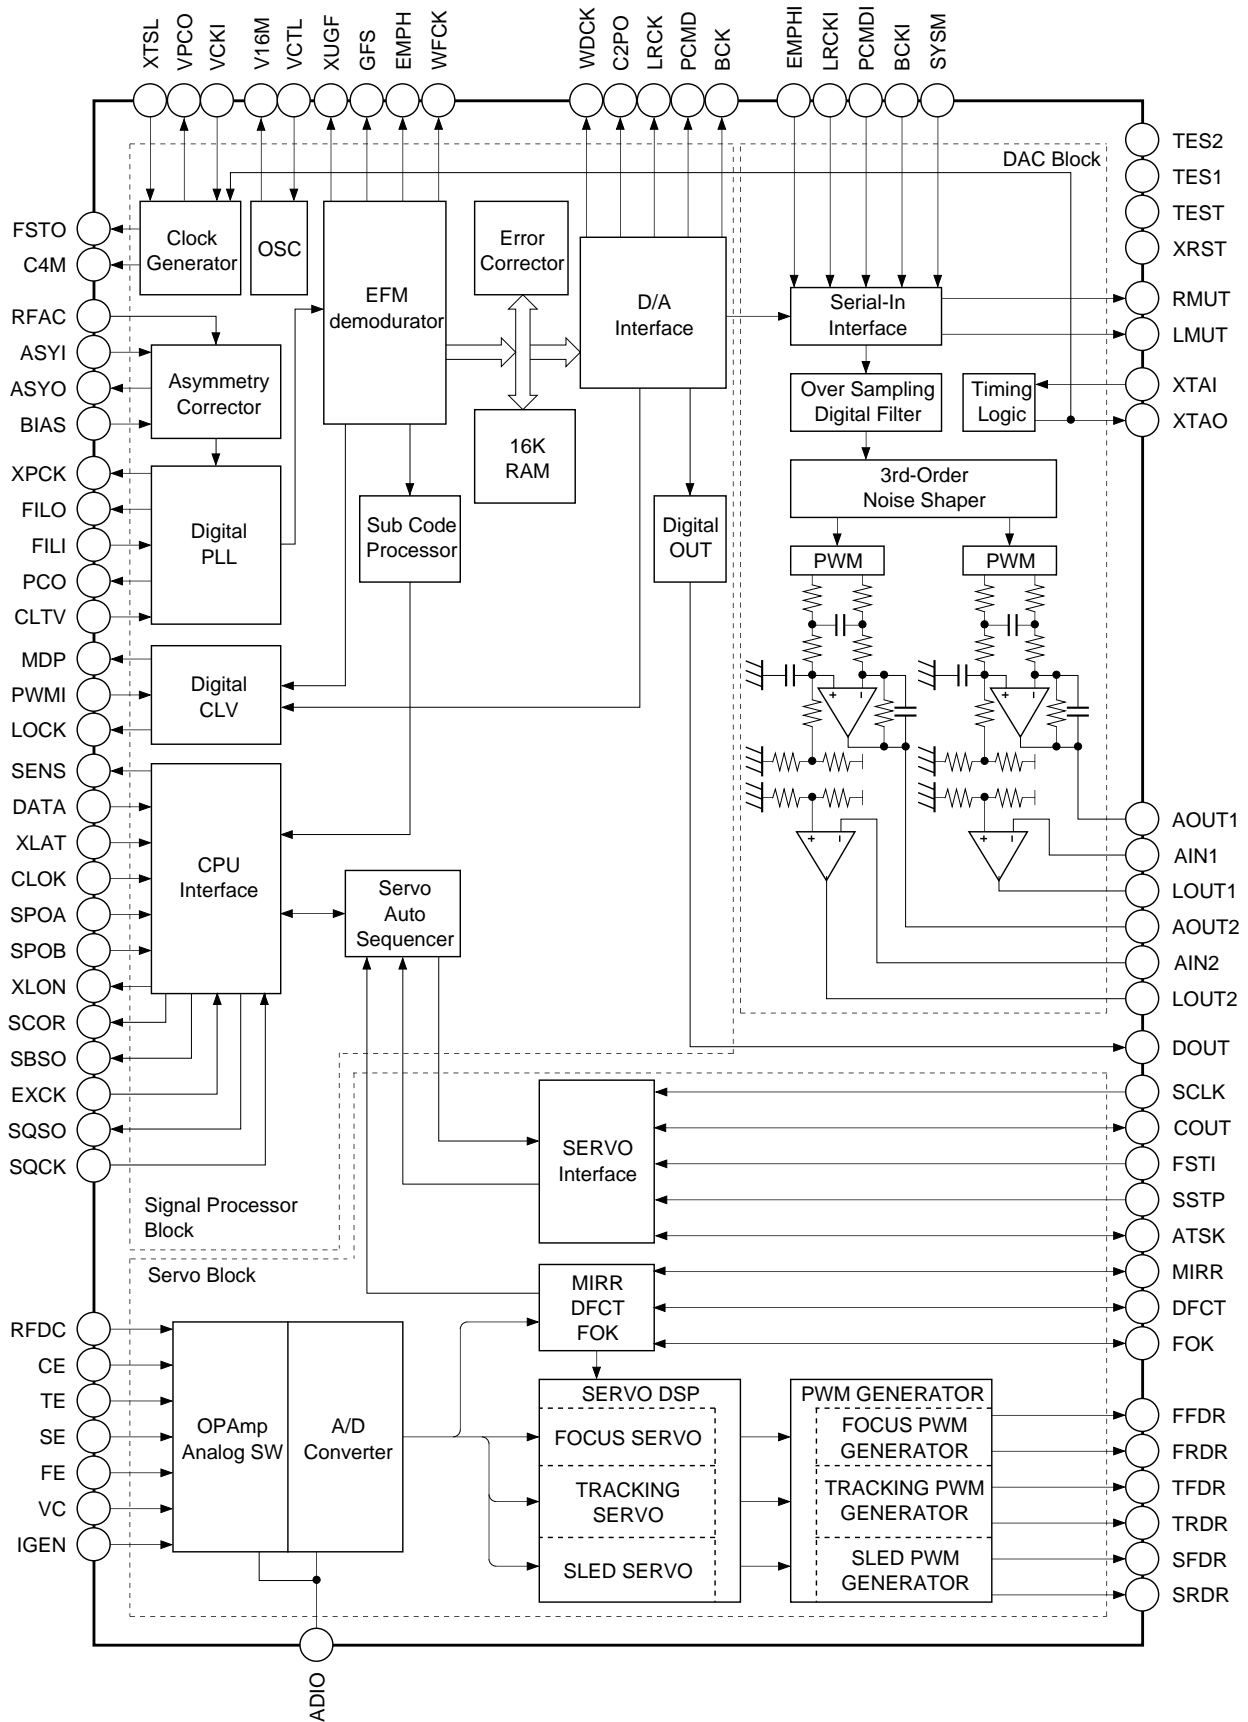 XTSL
VPCO
VCKI
V16M
VCTL
XUGF
GFS
EMPH
WFCK
WDCK
C2PO
LRCK
PCMD
BCK
EMPHI
LRCKI
PCMDI
BCKI
SYSM
DAC Block
TES2
TES1
TEST
XRST
RMUT
LMUT
XTAI
XTAO
FSTO
C4M
RFAC
ASYI
ASYO
BIAS
XPCK
FILO
FILI
PCO
CLTV
MDP
PWMI
LOCK
SENS
DATA
XLAT
CLOK
SPOA
SPOB
XLON
SCOR
SBSO
EXCK
SQSO
SQCK
Clock
Generator
OSC
EFM
demodurator
Error
Corrector
D/A
Interface
Serial-In
Interface
Asymmetry
Corrector
Over Sampling
Digital Filter
Timing
Logic
16K
RAM
3rd-Order
Noise Shaper
Digital
PLL
Sub Code
Processor
Digital
OUT
PWM
PWM
Digital
CLV
+
–
+
–
+
–
+
–
CPU
Interface
Servo
Auto
Sequencer
AOUT1
AIN1
LOUT1
AOUT2
AIN2
LOUT2
DOUT
SCLK
COUT
FSTI
SSTP
ATSK
MIRR
DFCT
FOK
SERVO
Interface
Signal Processor
Block
Servo Block
MIRR
DFCT
FOK
RFDC
CE
TE
SE
FE
VC
IGEN
OPAmp
Analog SW
A/D
Converter
SERVO DSP
FOCUS SERVO
TRACKING
SERVO
SLED SERVO
PWM GENERATOR
FOCUS PWM
GENERATOR
TRACKING PWM
GENERATOR
SLED PWM
GENERATOR
FFDR
FRDR
TFDR
TRDR
SFDR
SRDR
ADIO